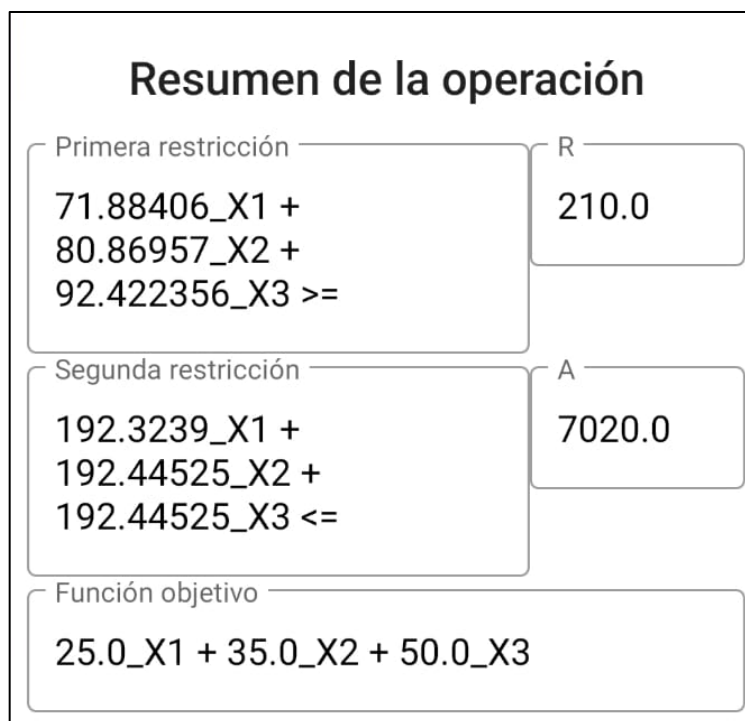 Resumen de la operación
Primera restricción
R
71.88406_X1 +
80.86957_X2 +
92.422356_X3 >=
210.0
Segunda restricción
A
192.3239_X1 +
192.44525_X2 +
192.44525_X3 <=
7020.0
Función objetivo
25.0_X1 + 35.0_X2 + 50.0_X3